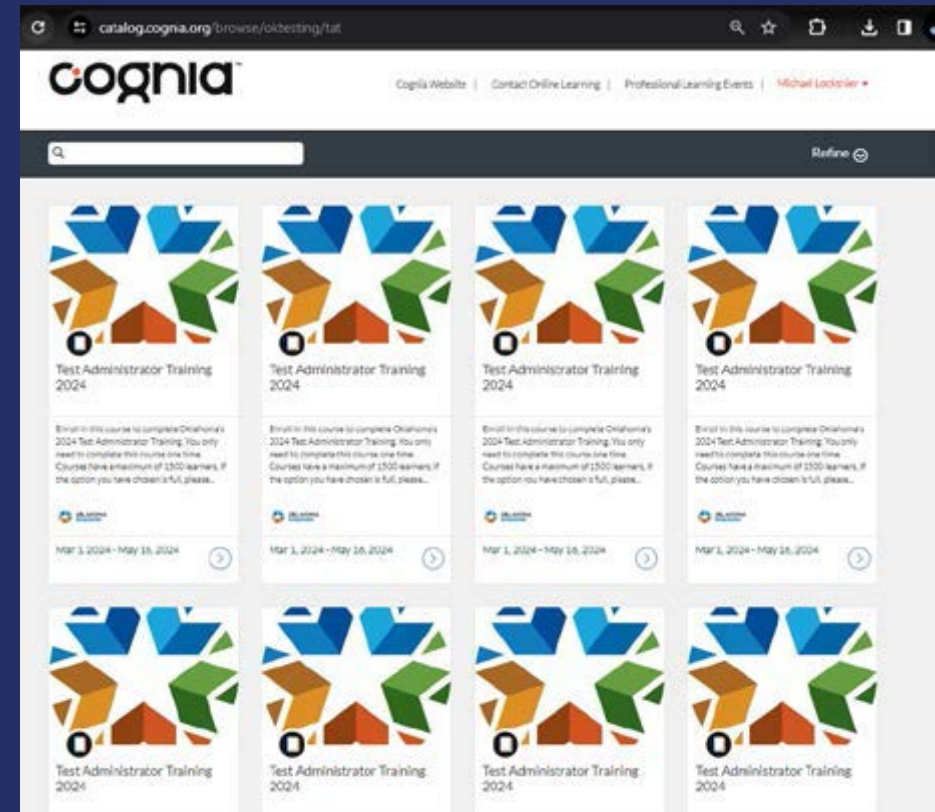 catalog.cognia.org/browse/oktesting/tat
cognia™
Cognia Website | Contact Online Learning | Professional Learning Events |
Refine
Test Administrator Training
2024
Enroll in this course to complete Oklahoma's
2024 Test Administrator Training. You only
need to complete this course one time.
Courses have a maximum of 1500 learners, if
the option you have chosen is full, please...
OKLAHOMA
Mar 1, 2024 - May 16, 2024
Test Administrator Training
2024
Enroll in this course to complete Oklahoma's
2024 Test Administrator Training. You only
need to complete this course one time.
Courses have a maximum of 1500 learners, if
the option you have chosen is full, please...
OKLAHOMA
Mar 1, 2024 - May 16, 2024
Test Administrator Training
2024
Enroll in this course to complete Oklahoma's
2024 Test Administrator Training. You only
need to complete this course one time.
Courses have a maximum of 1500 learners, if
the option you have chosen is full, please...
OKLAHOMA
Mar 1, 2024 - May 16, 2024
Test Administrator Training
2024
Enroll in this course to complete Oklahoma's
2024 Test Administrator Training. You only
need to complete this course one time.
Courses have a maximum of 1500 learners, if
the option you have chosen is full, please...
OKLAHOMA
Mar 1, 2024 - May 16, 2024
Test Administrator Training
2024
Test Administrator Training
2024
Test Administrator Training
2024
Test Administrator Training
2024